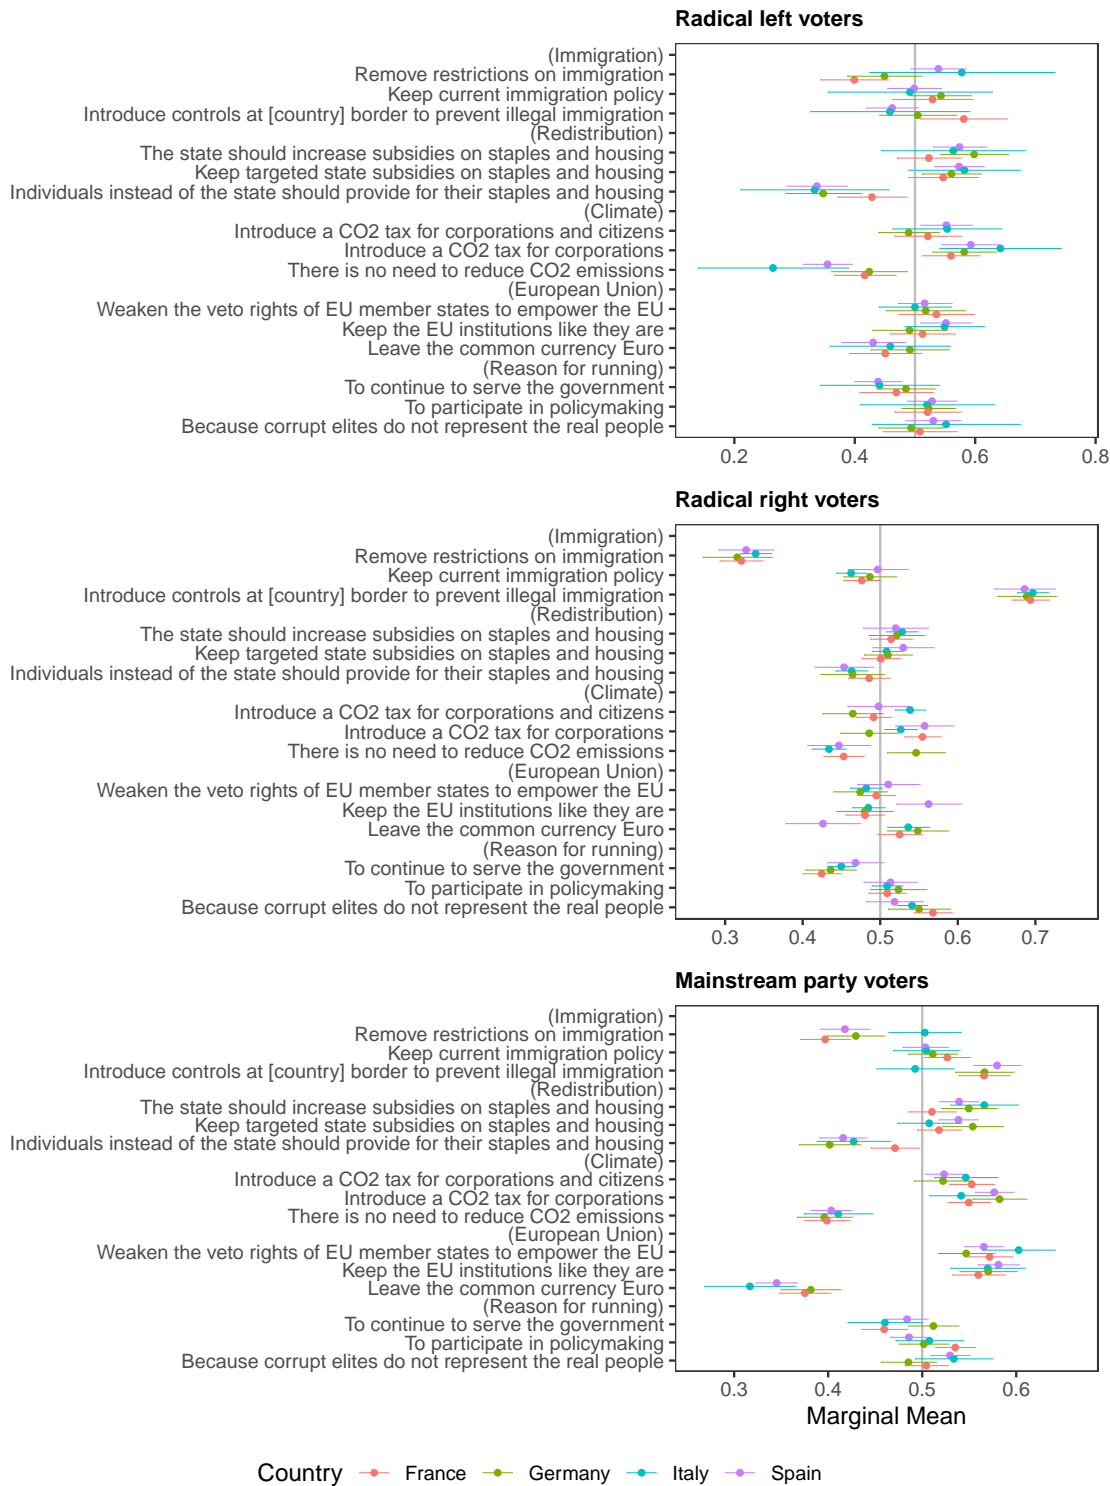 Radical left voters
(Immigration)
Remove restrictions on immigration
Keep current immigration policy
Introduce controls at [country] border to prevent illegal immigration
(Redistribution)
The state should increase subsidies on staples and housing
Keep targeted state subsidies on staples and housing
Individuals instead of the state should provide for their staples and housing
(Climate)
Introduce a CO2 tax for corporations and citizens
Introduce a CO2 tax for corporations
There is no need to reduce CO2 emissions
(European Union)
Weaken the veto rights of EU member states to empower the EU
Keep the EU institutions like they are
Leave the common currency Euro
(Reason for running)
To continue to serve the government
To participate in policymaking
Because corrupt elites do not represent the real people
0.2 0.4 0.6 0.8
Radical right voters
(Immigration)
Remove restrictions on immigration
Keep current immigration policy
Introduce controls at [country] border to prevent illegal immigration
(Redistribution)
The state should increase subsidies on staples and housing
Keep targeted state subsidies on staples and housing
Individuals instead of the state should provide for their staples and housing
(Climate)
Introduce a CO2 tax for corporations and citizens
Introduce a CO2 tax for corporations
There is no need to reduce CO2 emissions
(European Union)
Weaken the veto rights of EU member states to empower the EU
Keep the EU institutions like they are
Leave the common currency Euro
(Reason for running)
To continue to serve the government
To participate in policymaking
Because corrupt elites do not represent the real people
0.3 0.4 0.5 0.6 0.7
Mainstream party voters
(Immigration)
Remove restrictions on immigration
Keep current immigration policy
Introduce controls at [country] border to prevent illegal immigration
(Redistribution)
The state should increase subsidies on staples and housing
Keep targeted state subsidies on staples and housing
Individuals instead of the state should provide for their staples and housing
(Climate)
Introduce a CO2 tax for corporations and citizens
Introduce a CO2 tax for corporations
There is no need to reduce CO2 emissions
(European Union)
Weaken the veto rights of EU member states to empower the EU
Keep the EU institutions like they are
Leave the common currency Euro
(Reason for running)
To continue to serve the government
To participate in policymaking
Because corrupt elites do not represent the real people
0.3 0.4 0.5 0.6
Marginal Mean
Country France Germany Italy Spain